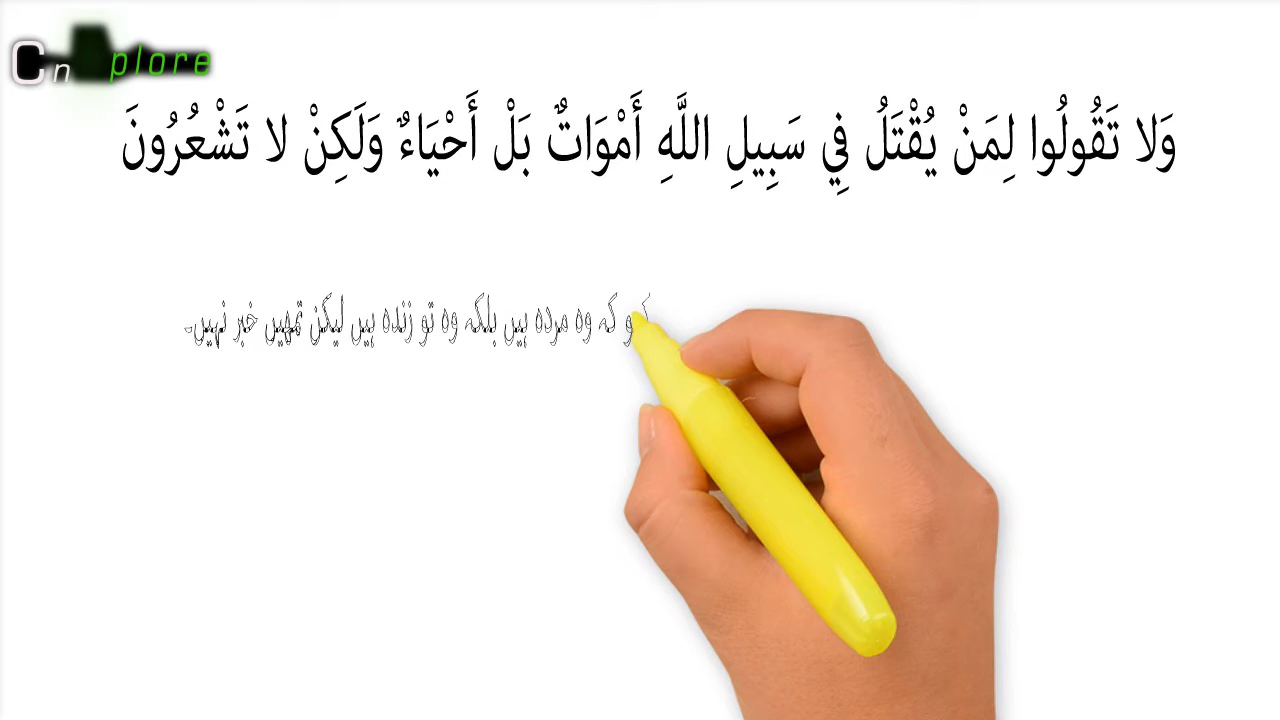 وَلا تَقُولُوا لِمَنْ يُقْتَلُ فِي سَبِيلِ اللَّهِ أَمْوَاتٌ بَلْ أَحْيَاءٌ وَلَكِنْ لا تَشْعُرُونَ
کہ وہ مردہ ہیں بلکہ وہ تو زندہ ہیں لیکن تمھیں خبر نہیں۔